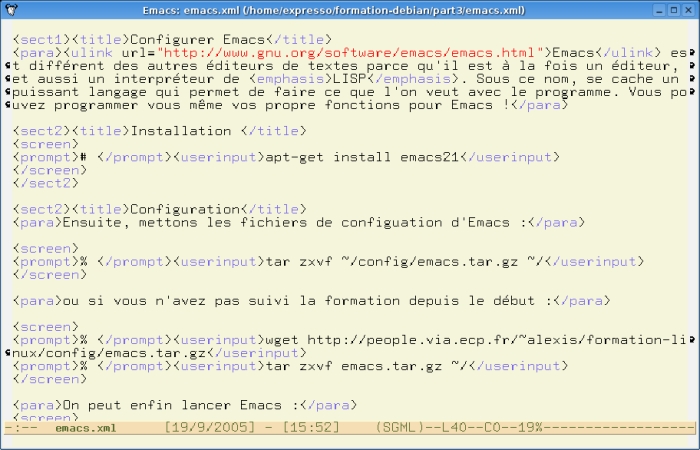 Emacs: emacs.xml (/home/expresso/formation-debian/part3/emacs.xml)
<sect1><title>Configurer Emacs</title>
<para><ulink url="http://www.gnu.org/software/emacs/emacs.html">Emacs</ulink> es
t différent des autres éditeurs de textes parce qu'il est à la fois un éditeur,
et aussi un interpréteur de <emphasis>LISP</emphasis>. Sous ce nom, se cache un
puissant langage qui permet de faire ce que l'on veut avec le programme. Vous po
uvez programmer vous même vos propre fonctions pour Emacs !</para>
<sect2><title>Installation </title>
<screen>
<prompt># </prompt><userinput>apt-get install emacs21</userinput>
</screen>
</sect2>
<sect2><title>Configuration</title>
<para>Ensuite, mettons les fichiers de configuation d'Emacs :</para>
<screen>
<prompt>% </prompt><userinput>tar zxvf ~/config/emacs.tar.gz ~/</userinput>
</screen>
<para>ou si vous n'avez pas suivi la formation depuis le début :</para>
<screen>
<prompt>% </prompt><userinput>wget http://people.via.ecp.fr/~alexis/formation-li
nux/config/emacs.tar.gz</userinput>
<prompt>% </prompt><userinput>tar zxvf emacs.tar.gz ~/</userinput>
</screen>
<para>On peut enfin lancer Emacs :</para>
<screen>
-:-- emacs.xml [19/9/2005] - [15:52] (SGML)--L40--C0--19%------------------